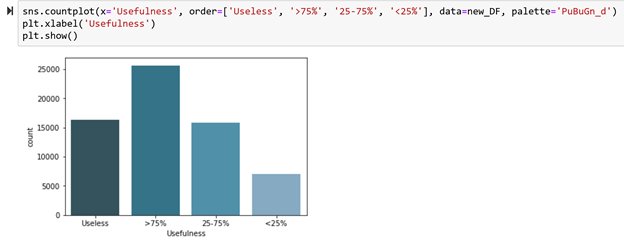 sns.countplot(x='Usefulness', order=['Useless', '>75%', '25-75%', '<25%'], data=new_DF, palette='PuBuGn_d')
plt.xlabel('Usefulness')
plt.show()
25000
20000
15000
10000
5000
0
count
Useless >75% 25-75% <25%
Usefulness